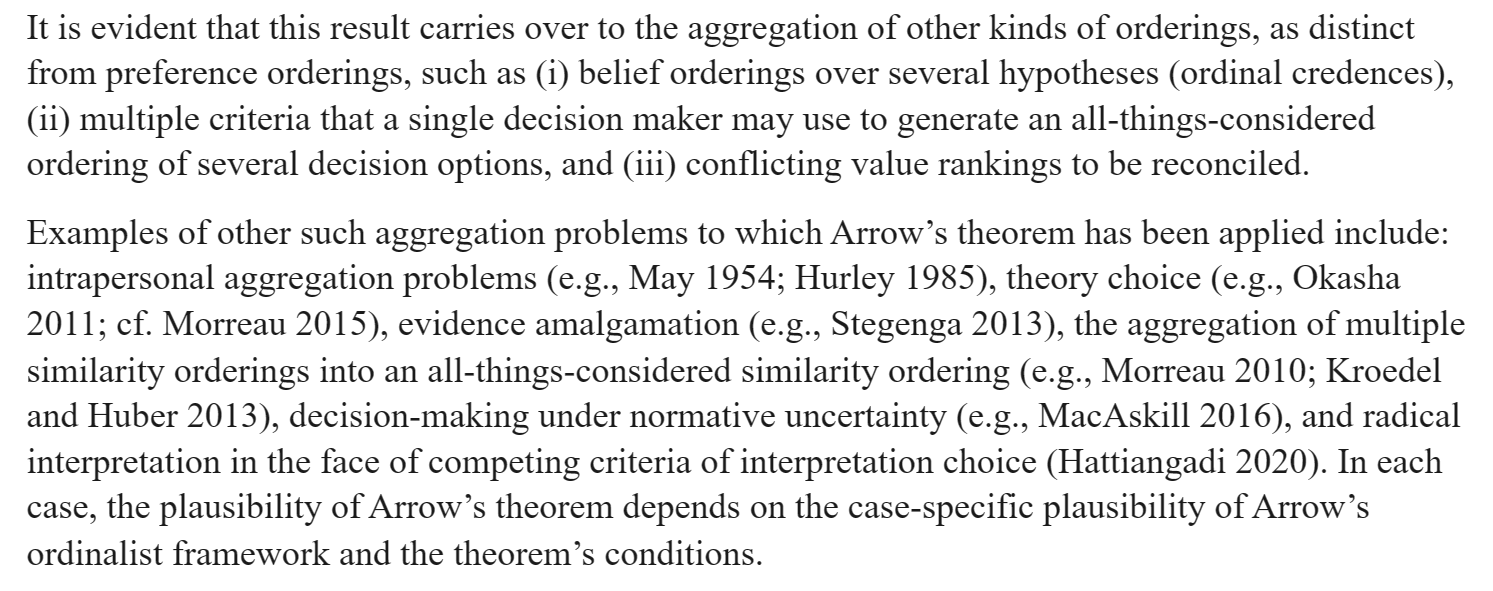 It is evident that this result carries over to the aggregation of other kinds of orderings, as distinct
from preference orderings, such as (i) belief orderings over several hypotheses (ordinal credences),
(ii) multiple criteria that a single decision maker may use to generate an all-things-considered
ordering of several decision options, and (iii) conflicting value rankings to be reconciled.
Examples of other such aggregation problems to which Arrow’s theorem has been applied include:
intrapersonal aggregation problems (e.g., May 1954; Hurley 1985), theory choice (e.g., Okasha
2011; cf. Morreau 2015), evidence amalgamation (e.g., Stegenga 2013), the aggregation of multiple
similarity orderings into an all-things-considered similarity ordering (e.g., Morreau 2010; Kroedel
and Huber 2013), decision-making under normative uncertainty (e.g., MacAskill 2016), and radical
interpretation in the face of competing criteria of interpretation choice (Hattiangadi 2020). In each
case, the plausibility of Arrow’s theorem depends on the case-specific plausibility of Arrow’s
ordinalist framework and the theorem’s conditions.